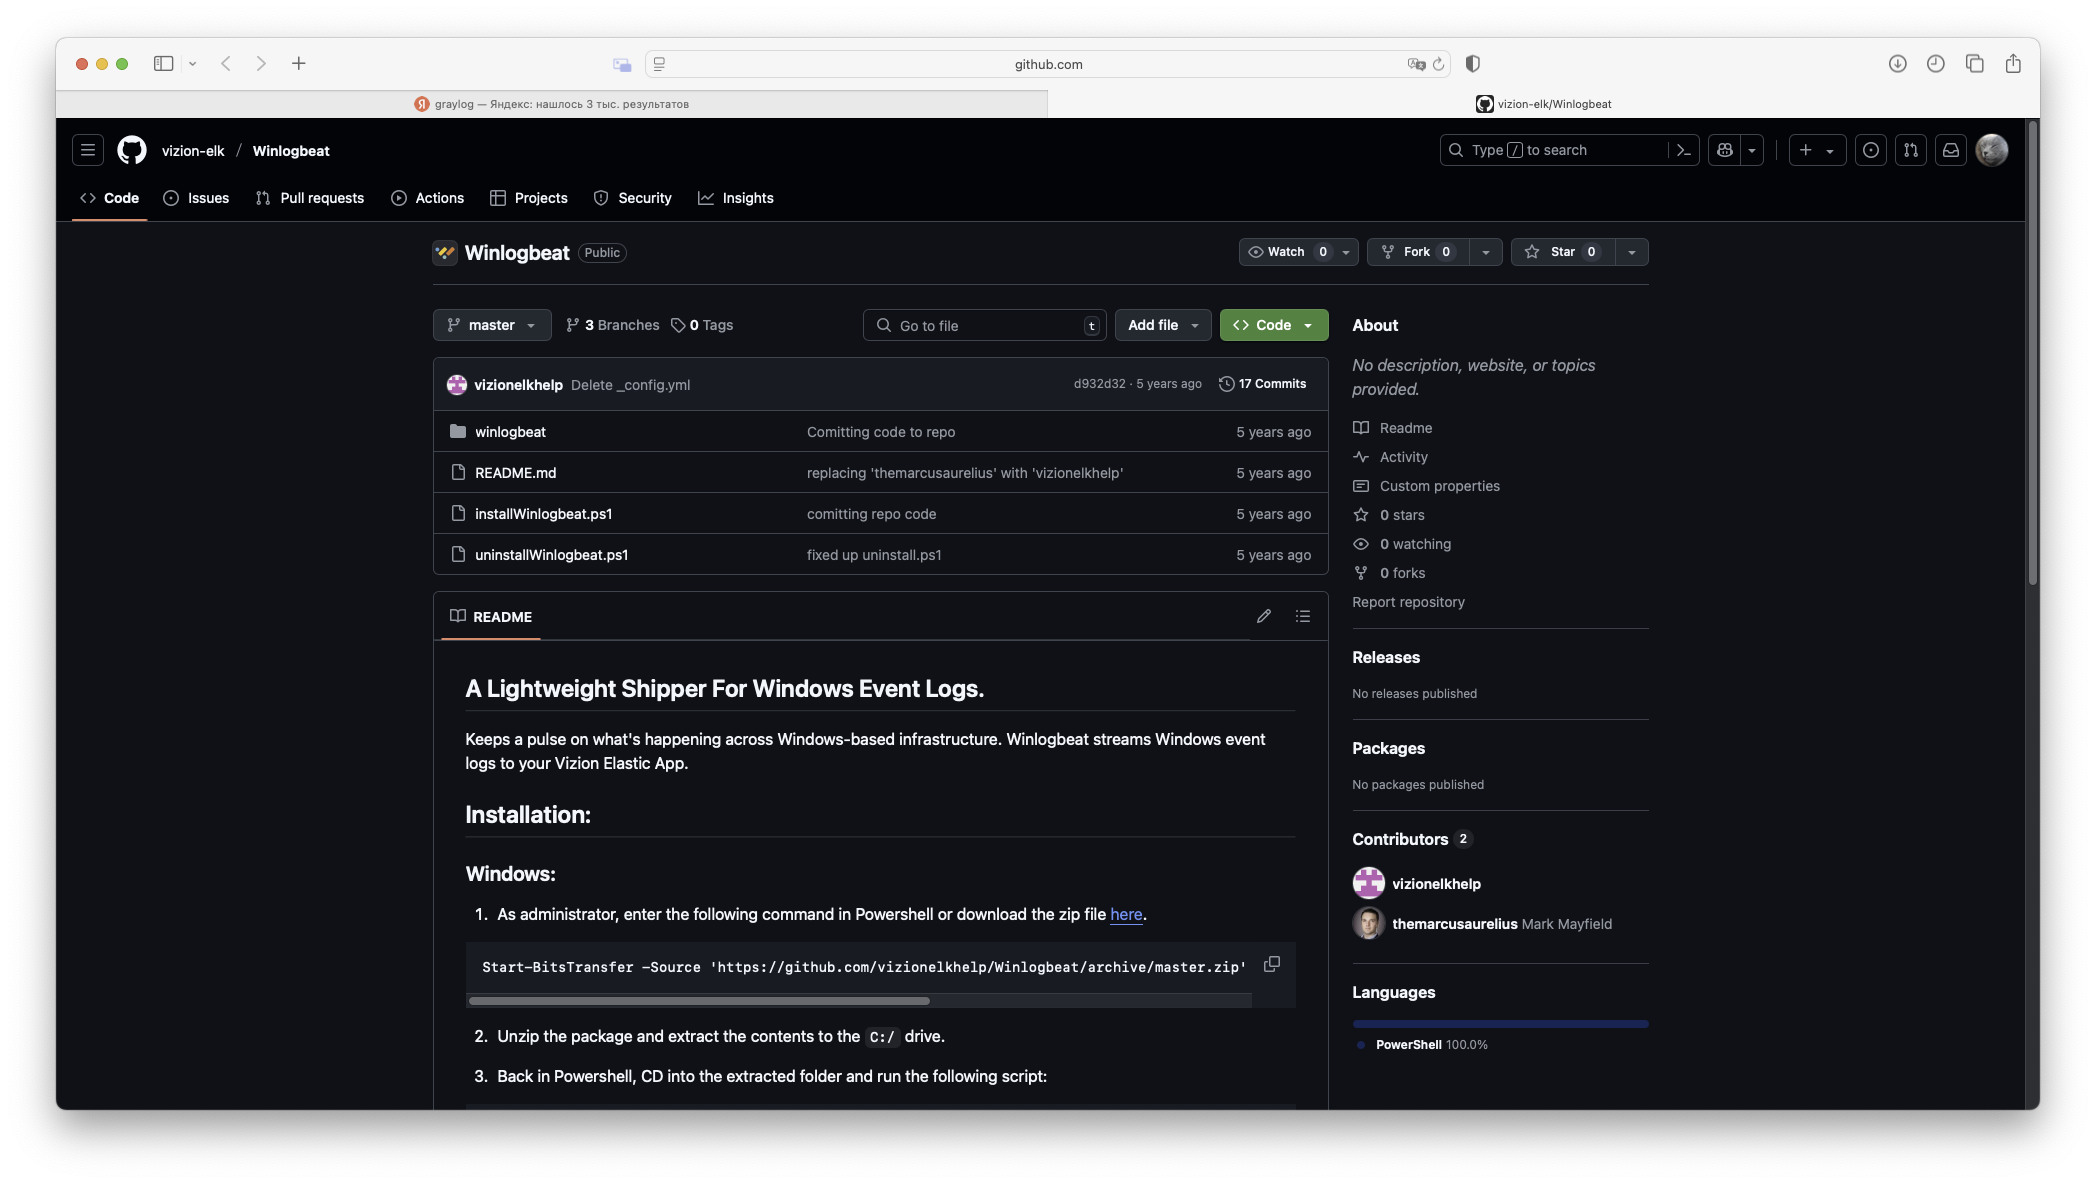 github.com
graylog — Яндекс: нашлось 3 тыс. результатов
vizion-elk/Winlogbeat
vizion-elk / Winlogbeat
Type / to search
Code
Issues
Pull requests
Actions
Projects
Security
Insights
Winlogbeat Public
Watch 0
Fork 0
Star 0
master
3 Branches
0 Tags
Go to file
t
Add file
Code
vizionelkhelp Delete _config.yml
d932d32 · 5 years ago
17 Commits
winlogbeat Comitting code to repo 5 years ago
README.md replacing 'themarcusaurelius' with 'vizionelkhelp' 5 years ago
installWinlogbeat.ps1 comitting repo code 5 years ago
uninstallWinlogbeat.ps1 fixed up uninstall.ps1 5 years ago
README
A Lightweight Shipper For Windows Event Logs.
Keeps a pulse on what's happening across Windows-based infrastructure. Winlogbeat streams Windows event
logs to your Vizion Elastic App.
Installation:
Windows:
1. As administrator, enter the following command in Powershell or download the zip file here.
Start-BitsTransfer -Source 'https://github.com/vizionelkhelp/Winlogbeat/archive/master.zip'
2. Unzip the package and extract the contents to the C:/ drive.
3. Back in Powershell, CD into the extracted folder and run the following script:
About
No description, website, or topics
provided.
Readme
Activity
Custom properties
0 stars
0 watching
0 forks
Report repository
Releases
No releases published
Packages
No packages published
Contributors 2
vizionelkhelp
themarcusaurelius Mark Mayfield
Languages
PowerShell 100.0%